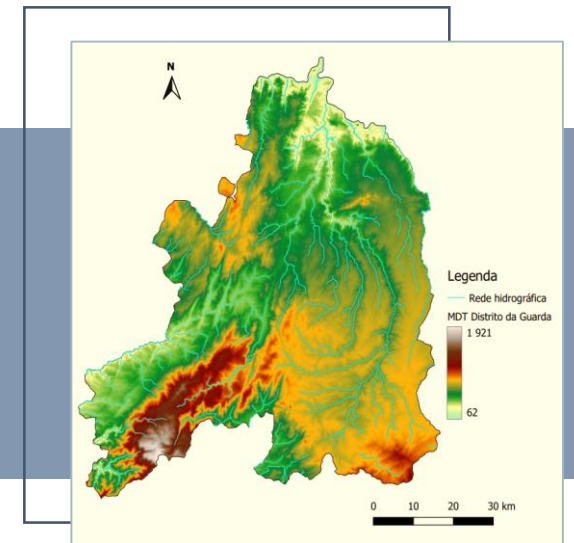 N
Legenda
Rede hidrográfica
MDT Distrito da Guarda
1 921
62
0 10 20 30 km